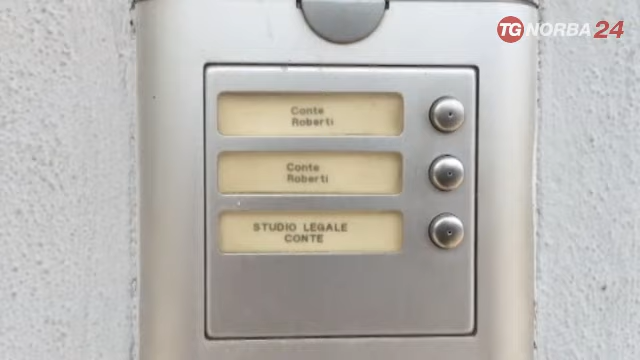 TG NORBA 24
Conte
Roberti
Conte
Roberti
STUDIO LEGALE
CONTE